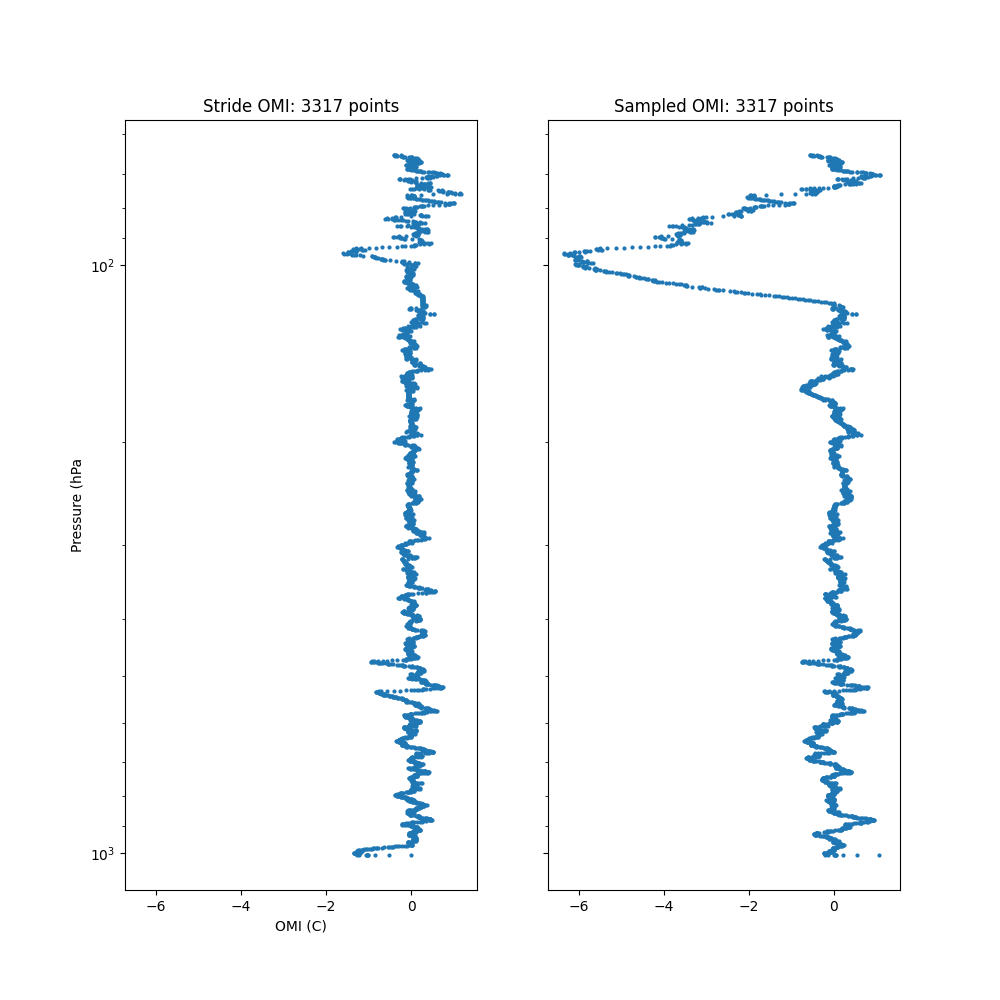 Stride OMI: 3317 points
Sampled OMI: 3317 points
Pressure (hPa
10²
10³
−6 −4 −2 0
−6 −4 −2 0
OMI (C)